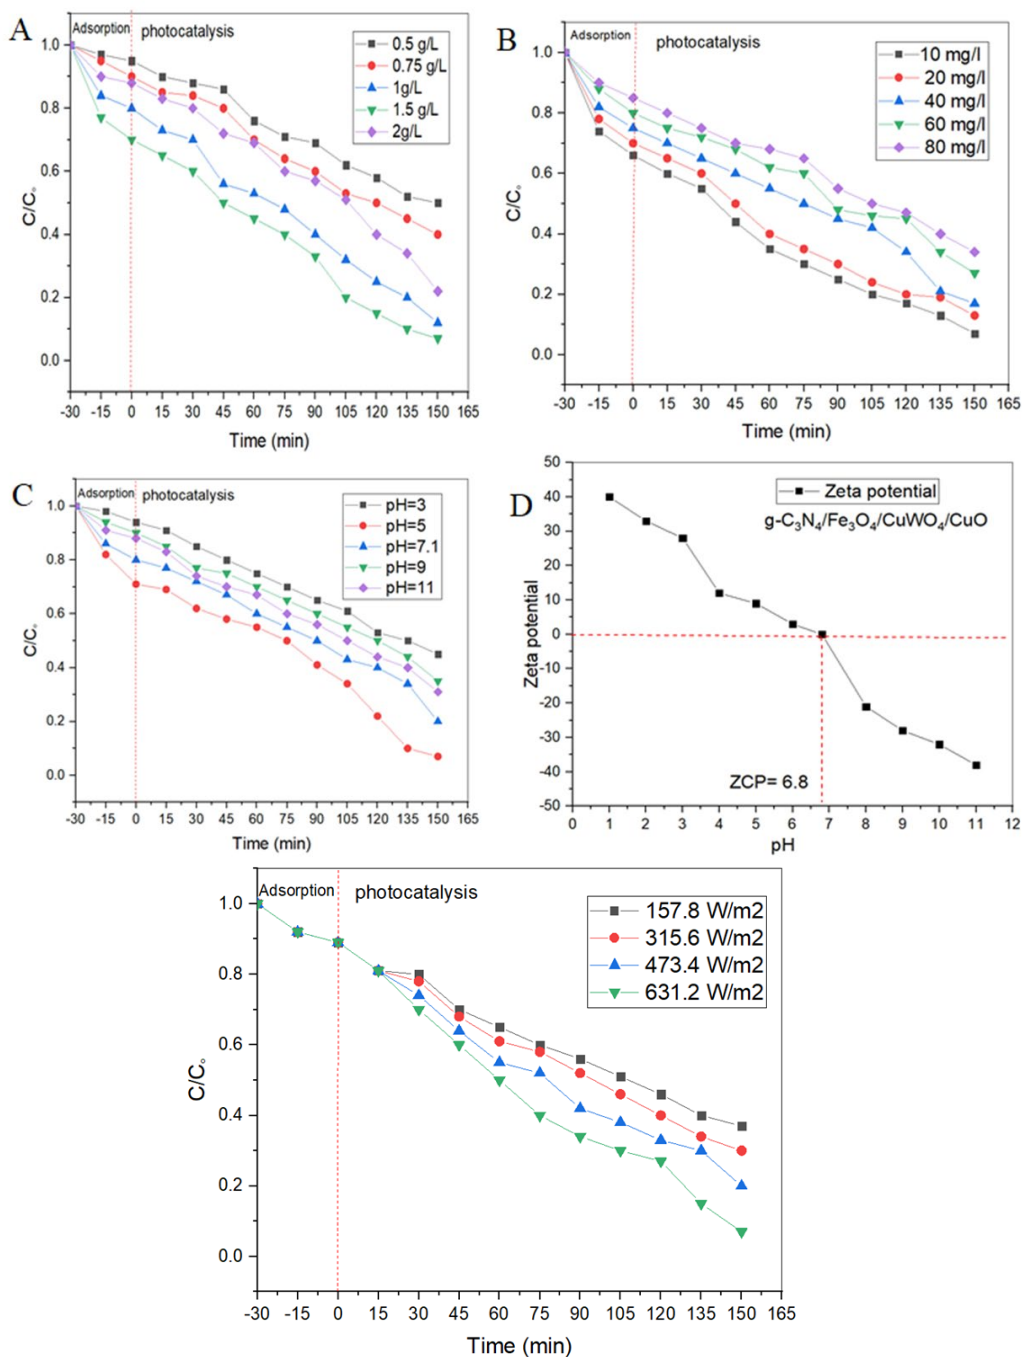 A
Adsorption photocatalysis
0.5 g/L
0.75 g/L
1g/L
1.5 g/L
2g/L
1.0
0.8
0.6
0.4
0.2
0.0
C/C。
-30 -15 0 15 30 45 60 75 90 105 120 135 150 165
Time (min)
B
Adsorption photocatalysis
10 mg/l
20 mg/l
40 mg/l
60 mg/l
80 mg/l
1.0
0.8
0.6
0.4
0.2
0.0
C/C。
-30 -15 0 15 30 45 60 75 90 105 120 135 150 165
Time (min)
C
Adsorption photocatalysis
pH=3
pH=5
pH=7.1
pH=9
pH=11
1.0
0.8
0.6
0.4
0.2
0.0
C/C。
-30 -15 0 15 30 45 60 75 90 105 120 135 150 165
Time (min)
D
Zeta potential
g-C₃N₄/Fe₃O₄/CuWO₄/CuO
50
40
30
20
10
0
-10
-20
-30
-40
-50
Zeta potential
ZCP= 6.8
0 1 2 3 4 5 6 7 8 9 10 11 12
pH
Adsorption photocatalysis
157.8 W/m2
315.6 W/m2
473.4 W/m2
631.2 W/m2
1.0
0.8
0.6
0.4
0.2
0.0
C/C。
-30 -15 0 15 30 45 60 75 90 105 120 135 150 165
Time (min)